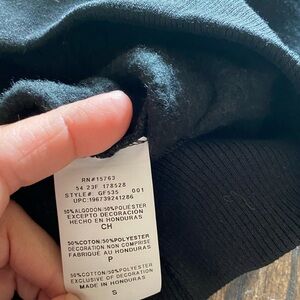 RN#15763
54 23F 178528
STYLE#: GF535 001
UPC:196739241286
50%ALGODON/50%POLIÉSTER
EXCEPTO DECORACION
HECHO EN HONDURAS
CH
50%COTON/50%POLYESTER
DECORATION NON COMPRISE
FABRIQUÉ AU HONDURAS
P
50%COTTON/50%POLYESTER
EXCLUSIVE OF DECORATION
MADE IN HONDURAS
S